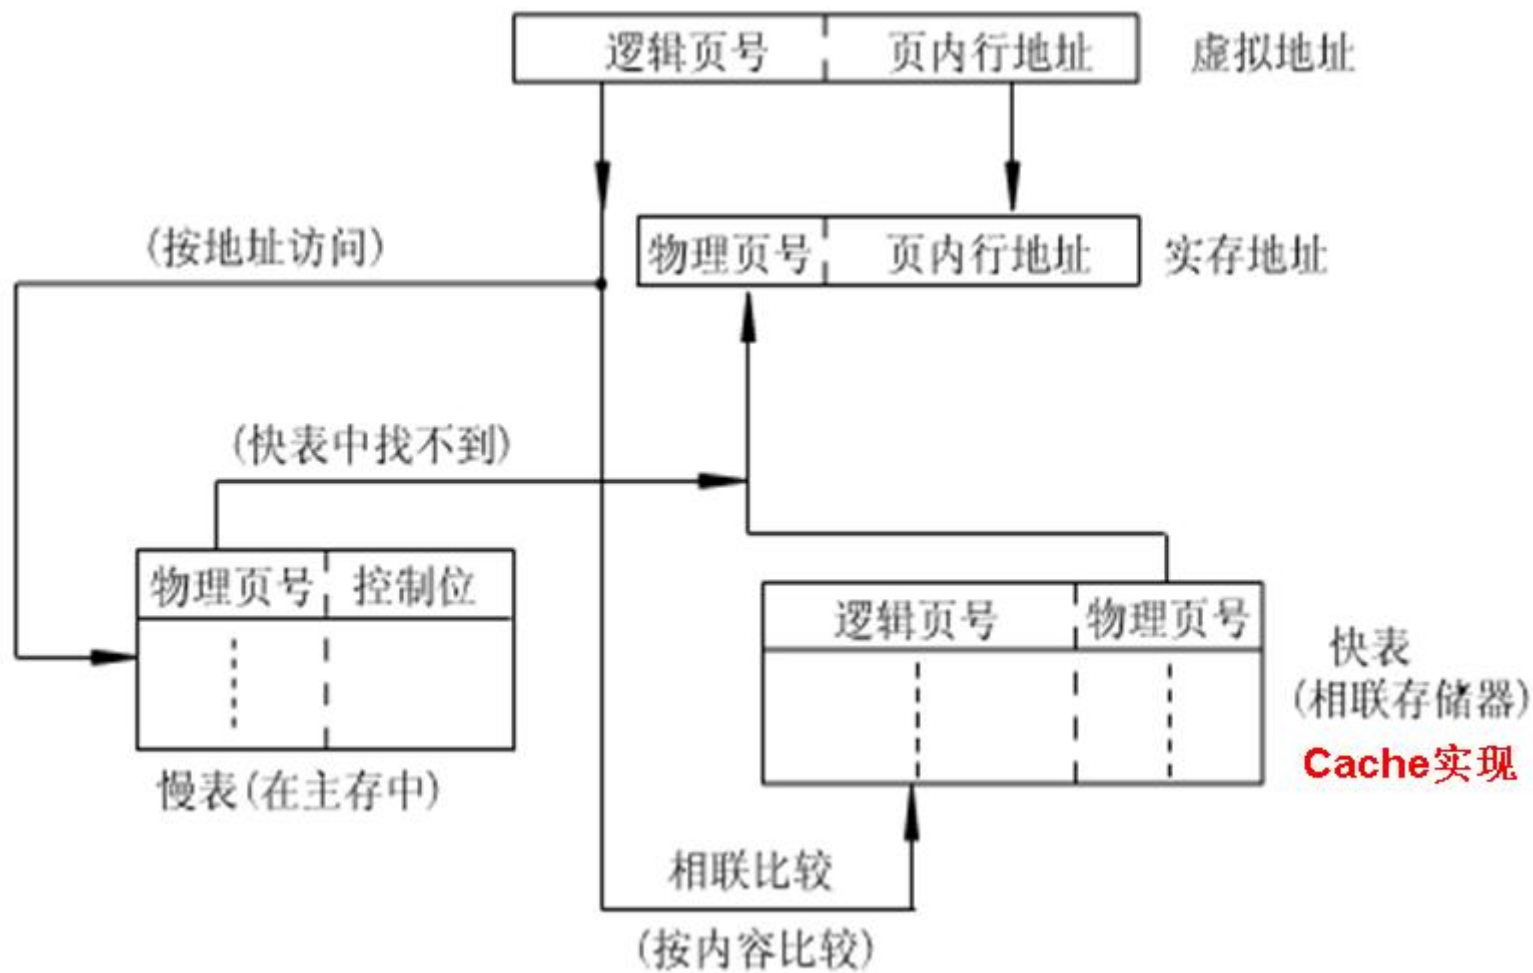 逻辑页号 页内行地址 虚拟地址
(按地址访问)
物理页号 页内行地址 实存地址
(快表中找不到)
物理页号 控制位
逻辑页号 物理页号
快表
(相联存储器)
Cache实现
慢表(在主存中)
相联比较
(按内容比较)